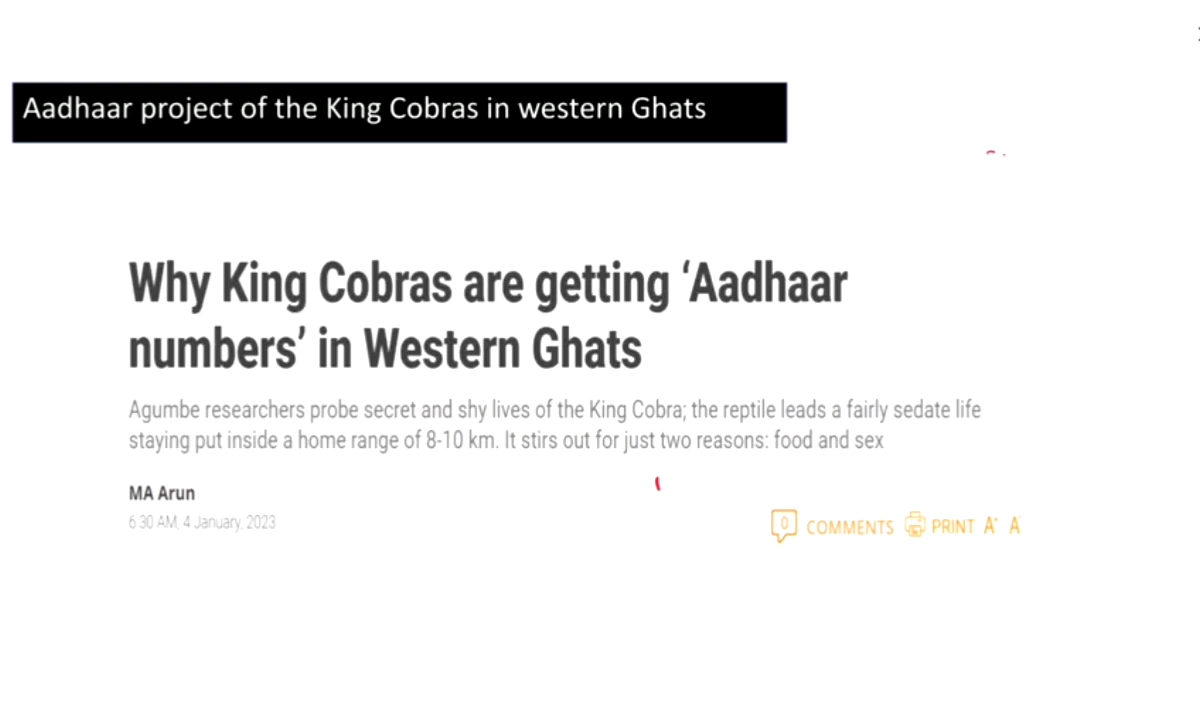 Aadhaar project of the King Cobras in western Ghats
Why King Cobras are getting ‘Aadhaar
numbers’ in Western Ghats
Agumbe researchers probe secret and shy lives of the King Cobra; the reptile leads a fairly sedate life
staying put inside a home range of 8-10 km. It stirs out for just two reasons: food and sex
MA Arun
6:30 AM, 4 January, 2023
0 COMMENTS PRINT A+ A